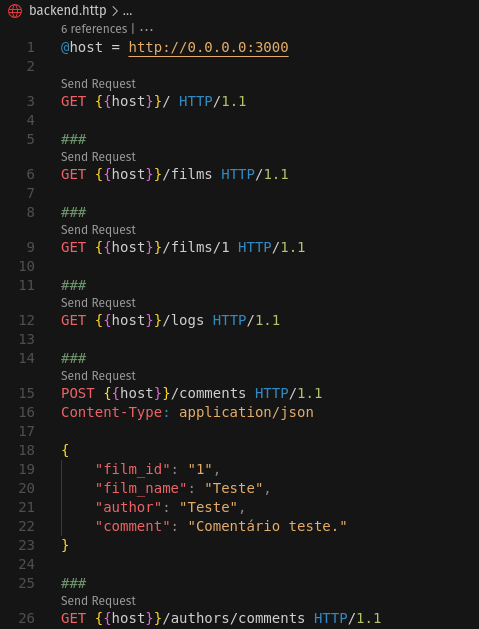 backend.http > ...
6 references | ...
1 @host = http://0.0.0.0:3000
2
Send Request
3 GET {{host}}/ HTTP/1.1
4
5 ###
Send Request
6 GET {{host}}/films HTTP/1.1
7
8 ###
Send Request
9 GET {{host}}/films/1 HTTP/1.1
10
11 ###
Send Request
12 GET {{host}}/logs HTTP/1.1
13
14 ###
Send Request
15 POST {{host}}/comments HTTP/1.1
16 Content-Type: application/json
17
18 {
19     "film_id": "1",
20     "film_name": "Teste",
21     "author": "Teste",
22     "comment": "Comentário teste."
23 }
24
25 ###
Send Request
26 GET {{host}}/authors/comments HTTP/1.1